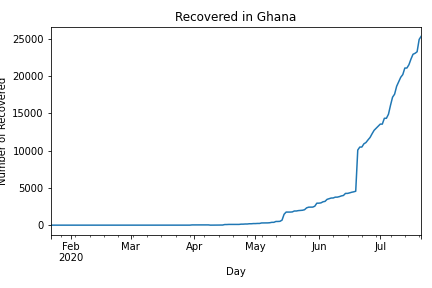 Recovered in Ghana
25000
20000
15000
10000
5000
0
Number of Recovered
Feb
2020
Mar
Apr
May
Jun
Jul
Day